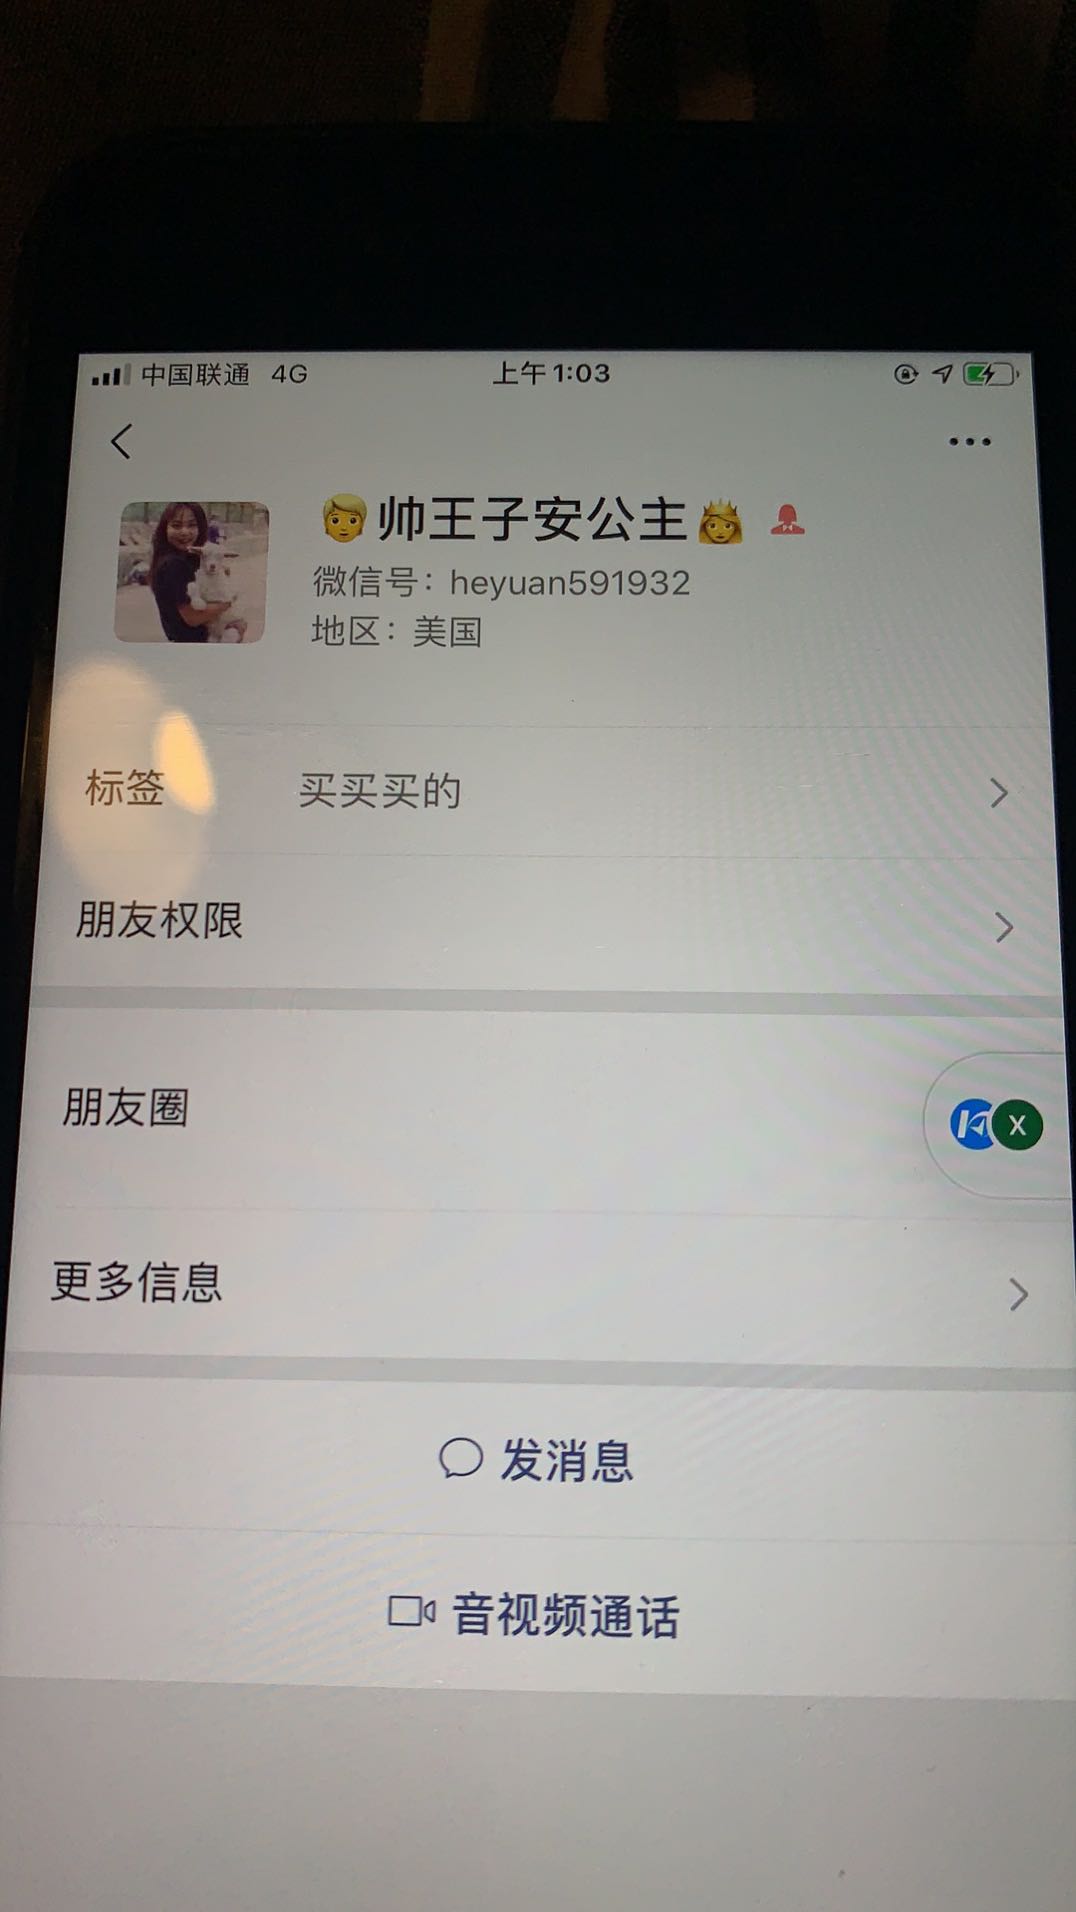 中国联通 4G 上午1:03
👱帅王子安公主👸
微信号：heyuan591932
地区：美国
标签 买买买的
朋友权限
朋友圈
X
更多信息
发消息
音视频通话